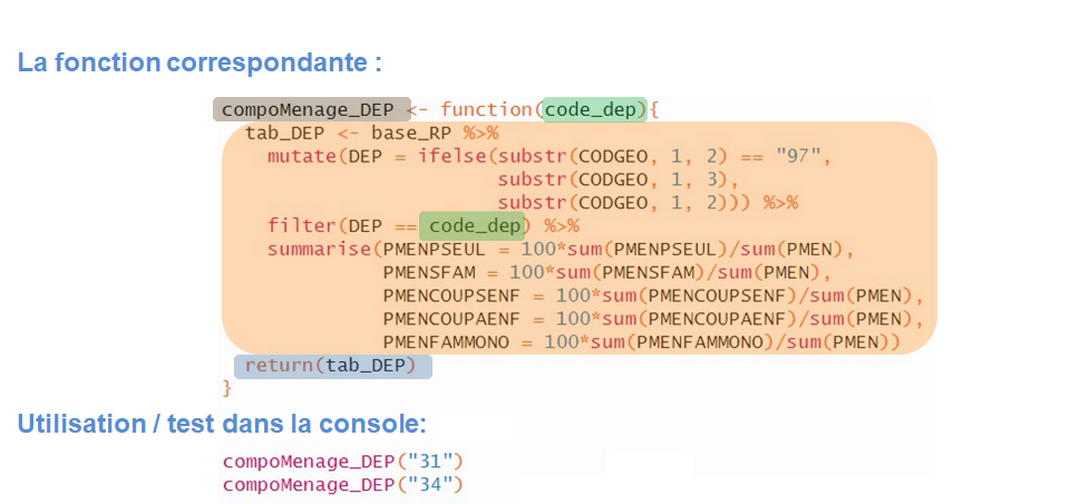 La fonction correspondante :
compoMenage_DEP <- function(code_dep){
tab_DEP <- base_RP %>%
mutate(DEP = ifelse(substr(CODGEO, 1, 2) == "97",
substr(CODGEO, 1, 3),
substr(CODGEO, 1, 2))) %>%
filter(DEP == code_dep) %>%
summarise(PMENPSEUL = 100*sum(PMENPSEUL)/sum(PMEN),
PMENSFAM = 100*sum(PMENSFAM)/sum(PMEN),
PMENCOUPSENF = 100*sum(PMENCOUPSENF)/sum(PMEN),
PMENCOUPAENF = 100*sum(PMENCOUPAENF)/sum(PMEN),
PMENFAMMONO = 100*sum(PMENFAMMONO)/sum(PMEN))
return(tab_DEP)
}
Utilisation / test dans la console:
compoMenage_DEP("31")
compoMenage_DEP("34")